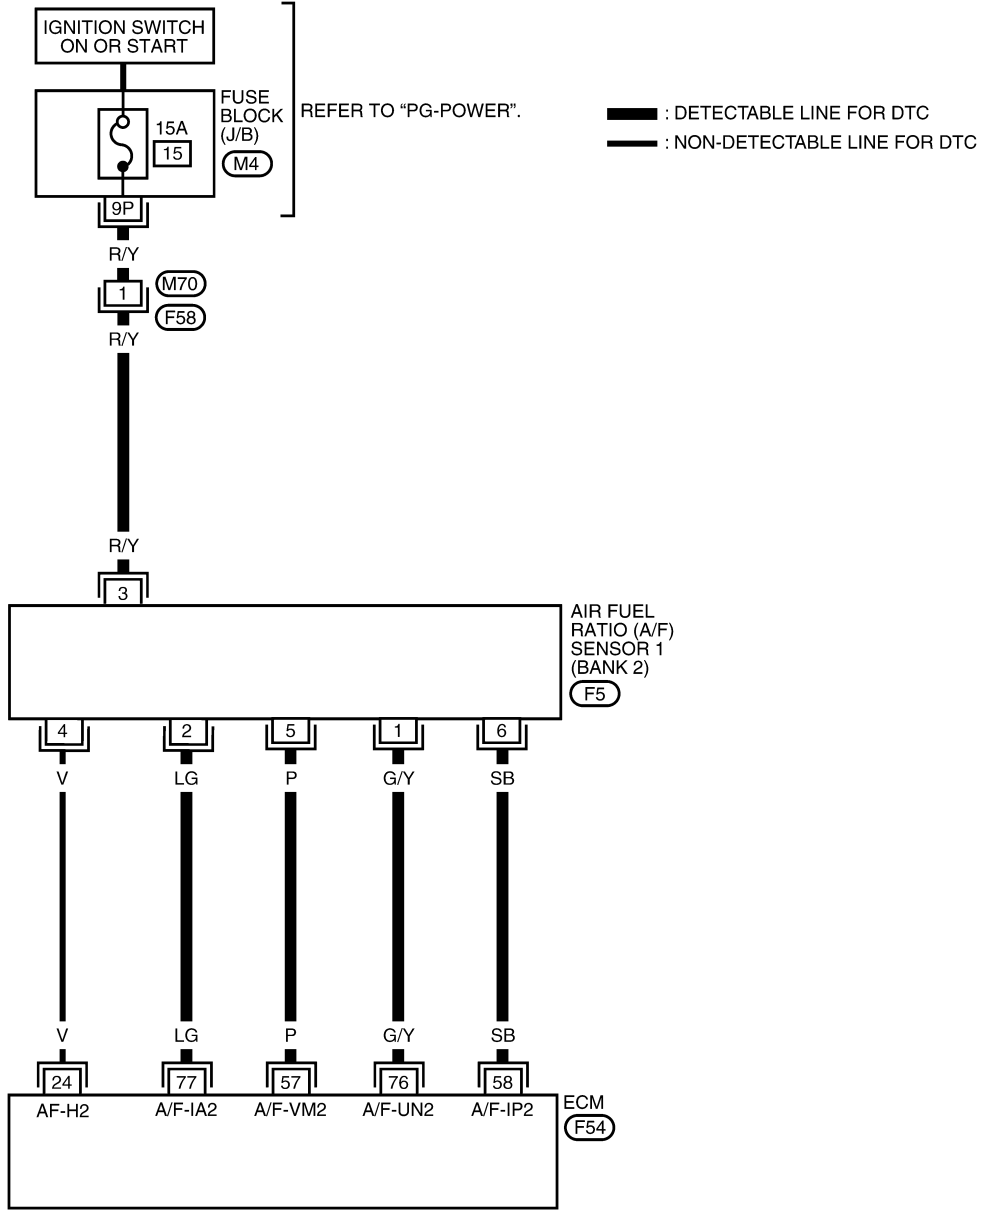 IGNITION SWITCH
ON OR START
FUSE
BLOCK
(J/B)
M4
15A
15
REFER TO “PG-POWER”.
: DETECTABLE LINE FOR DTC
: NON-DETECTABLE LINE FOR DTC
9P
R/Y
1
M70
F58
R/Y
R/Y
3
AIR FUEL
RATIO (A/F)
SENSOR 1
(BANK 2)
F5
4 2 5 1 6
V LG P G/Y SB
V LG P G/Y SB
24 77 57 76 58
AF-H2 A/F-IA2 A/F-VM2 A/F-UN2 A/F-IP2
ECM
F54